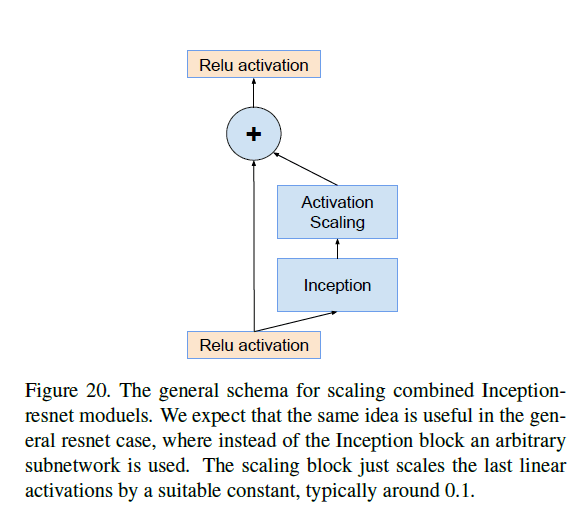 Relu activation
+
Activation
Scaling
Inception
Relu activation
Figure 20. The general schema for scaling combined Inception-
resnet moduels. We expect that the same idea is useful in the gen-
eral resnet case, where instead of the Inception block an arbitrary
subnetwork is used. The scaling block just scales the last linear
activations by a suitable constant, typically around 0.1.